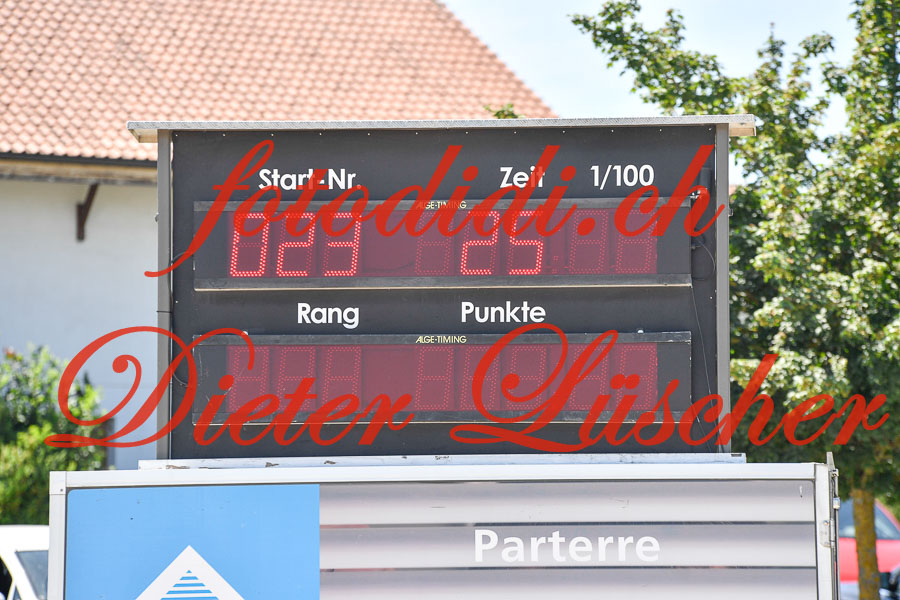 Start-Nr Zeit 1/100
fotodidi.ch
ALGE-TIMING
023 25
Rang Punkte
ALGE-TIMING
Dieter Lüscher
Parterre